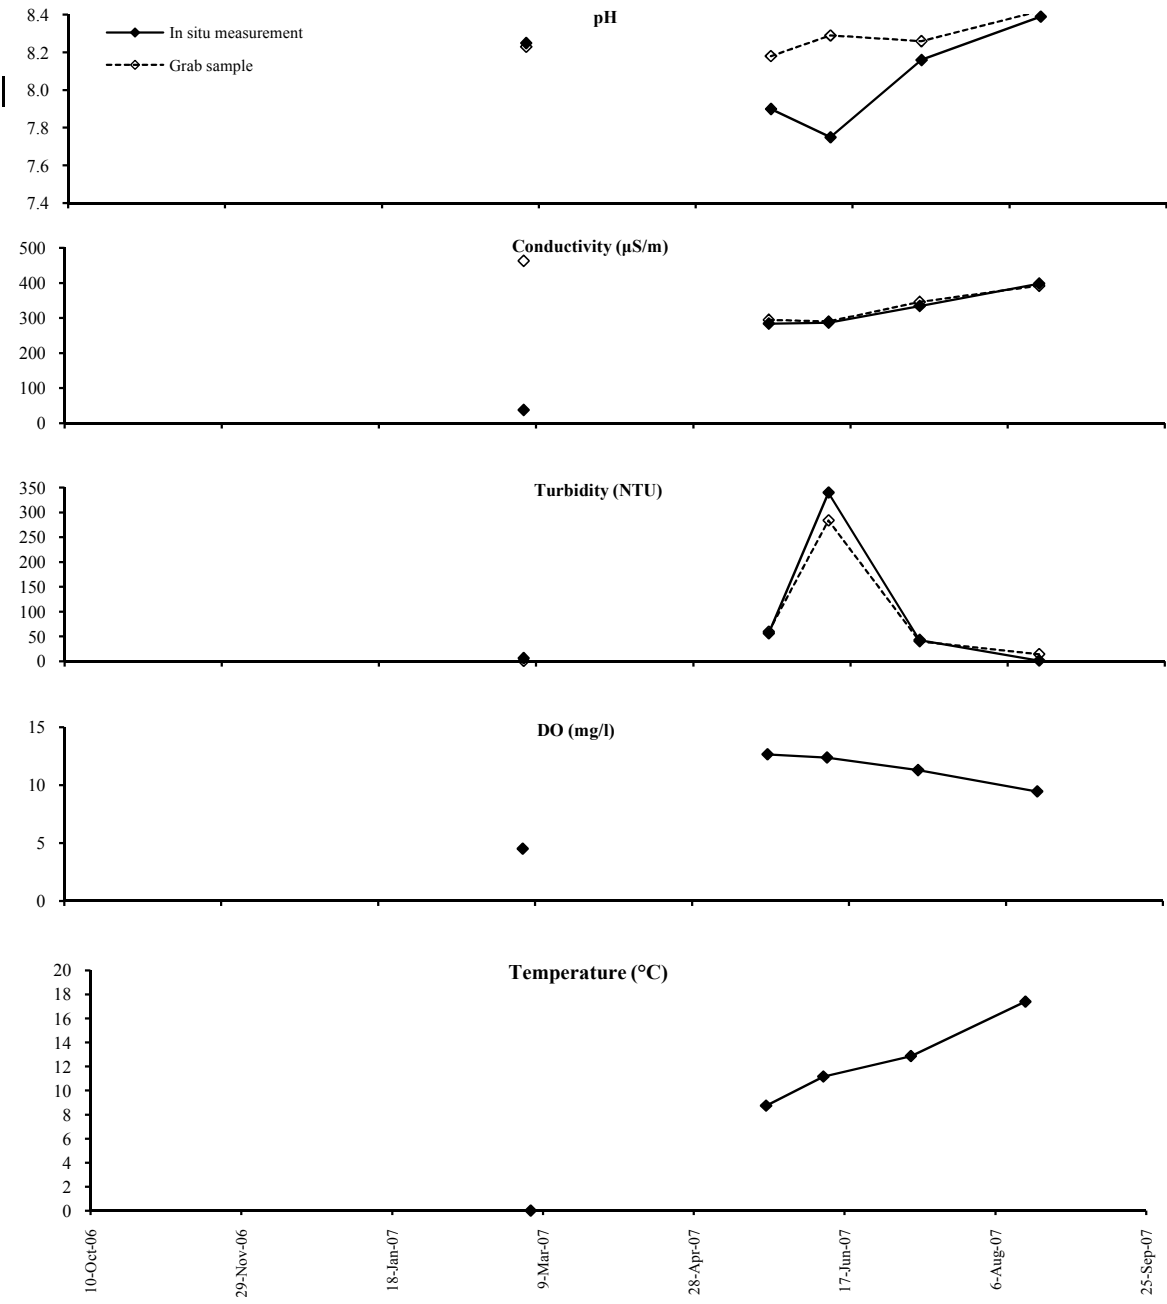 pH
8.4
8.2
8.0
7.8
7.6
7.4
In situ measurement
Grab sample
Conductivity (µS/m)
500
400
300
200
100
0
Turbidity (NTU)
350
300
250
200
150
100
50
0
DO (mg/l)
15
10
5
0
Temperature (°C)
20
18
16
14
12
10
8
6
4
2
0
10-Oct-06
29-Nov-06
18-Jan-07
9-Mar-07
28-Apr-07
17-Jun-07
6-Aug-07
25-Sep-07